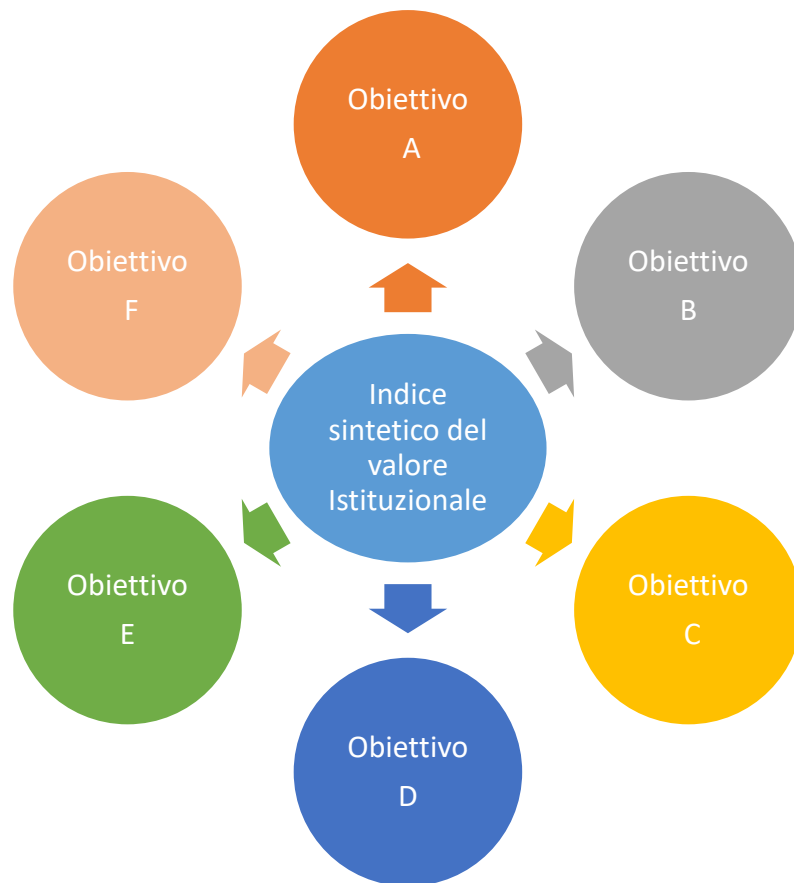 Obiettivo
A
Obiettivo
B
Obiettivo
C
Obiettivo
D
Obiettivo
E
Obiettivo
F
Indice
sintetico del
valore
Istituzionale